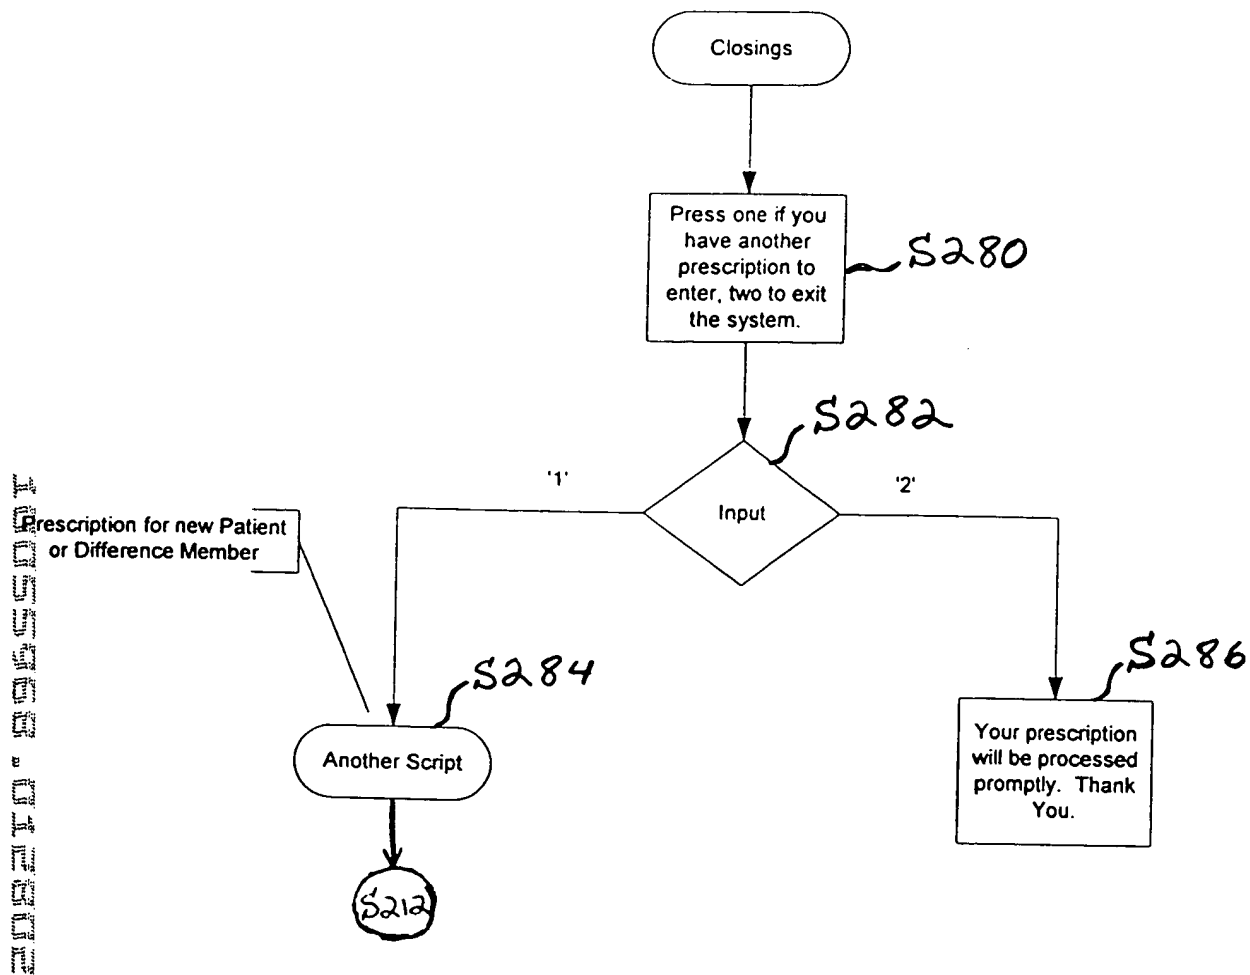 Closings
Press one if you
have another
prescription to
enter, two to exit
the system.
S280
S282
'1'
'2'
Input
Prescription for new Patient
or Difference Member
S284
S286
Another Script
Your prescription
will be processed
promptly. Thank
You.
S212